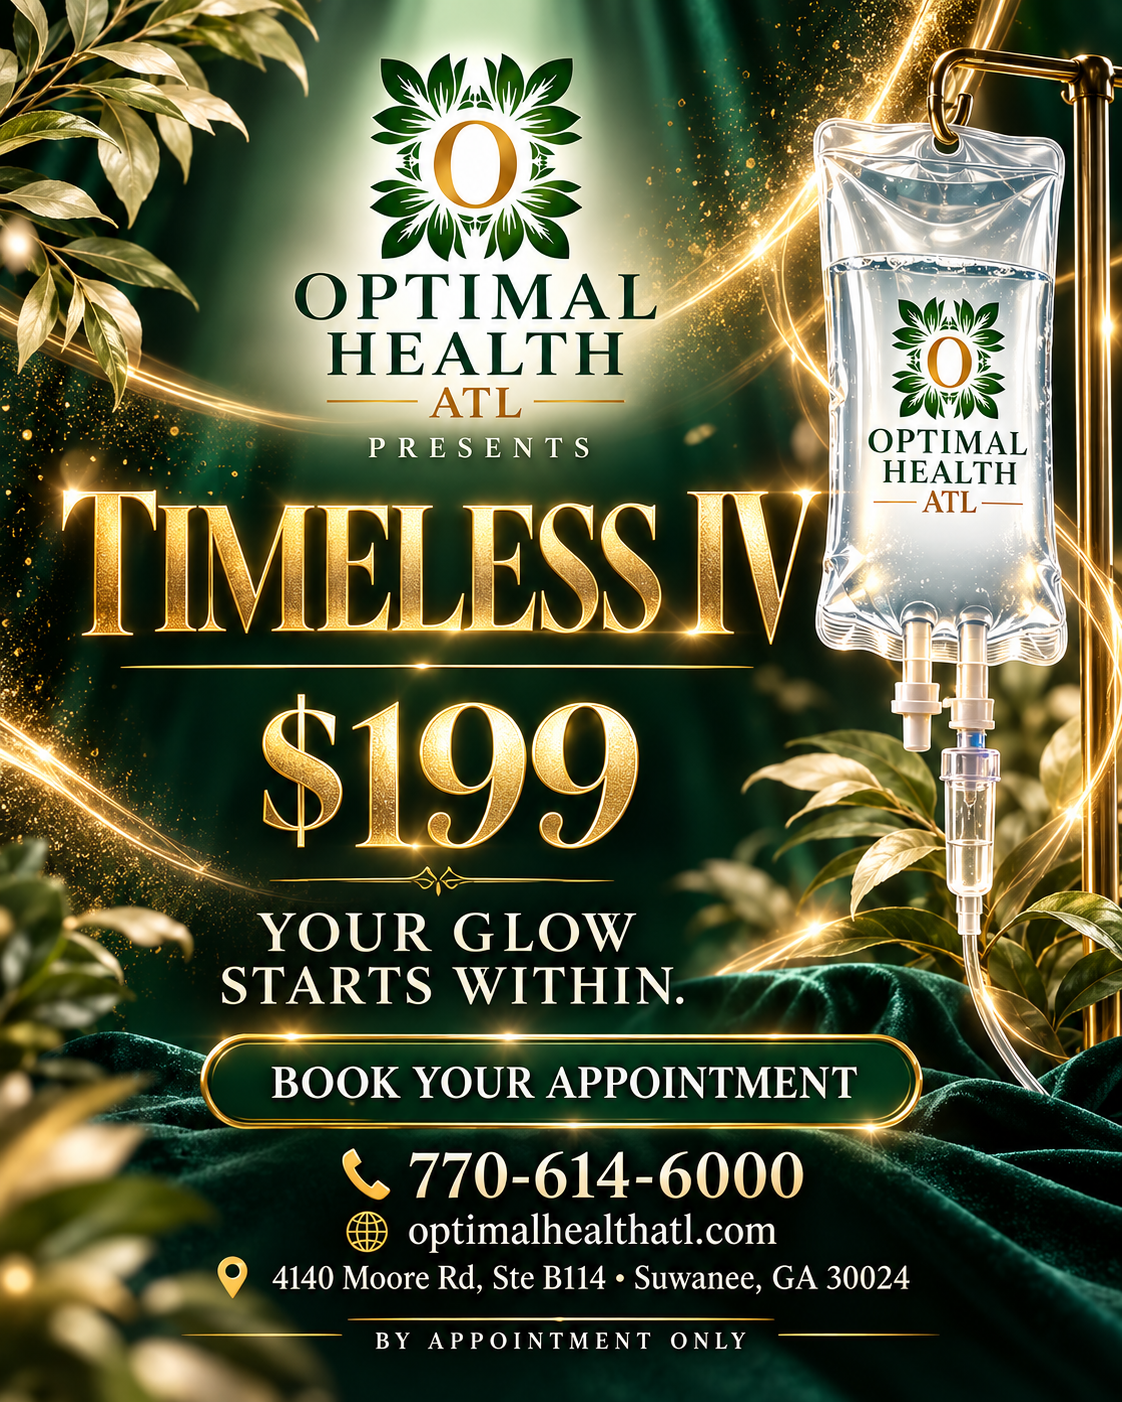 O
OPTIMAL
HEALTH
ATL
PRESENTS
TIMELESS IV
$199
YOUR GLOW
STARTS WITHIN.
BOOK YOUR APPOINTMENT
770-614-6000
optimalhealthatl.com
4140 Moore Rd, Ste B114 • Suwanee, GA 30024
BY APPOINTMENT ONLY
O
OPTIMAL
HEALTH
ATL